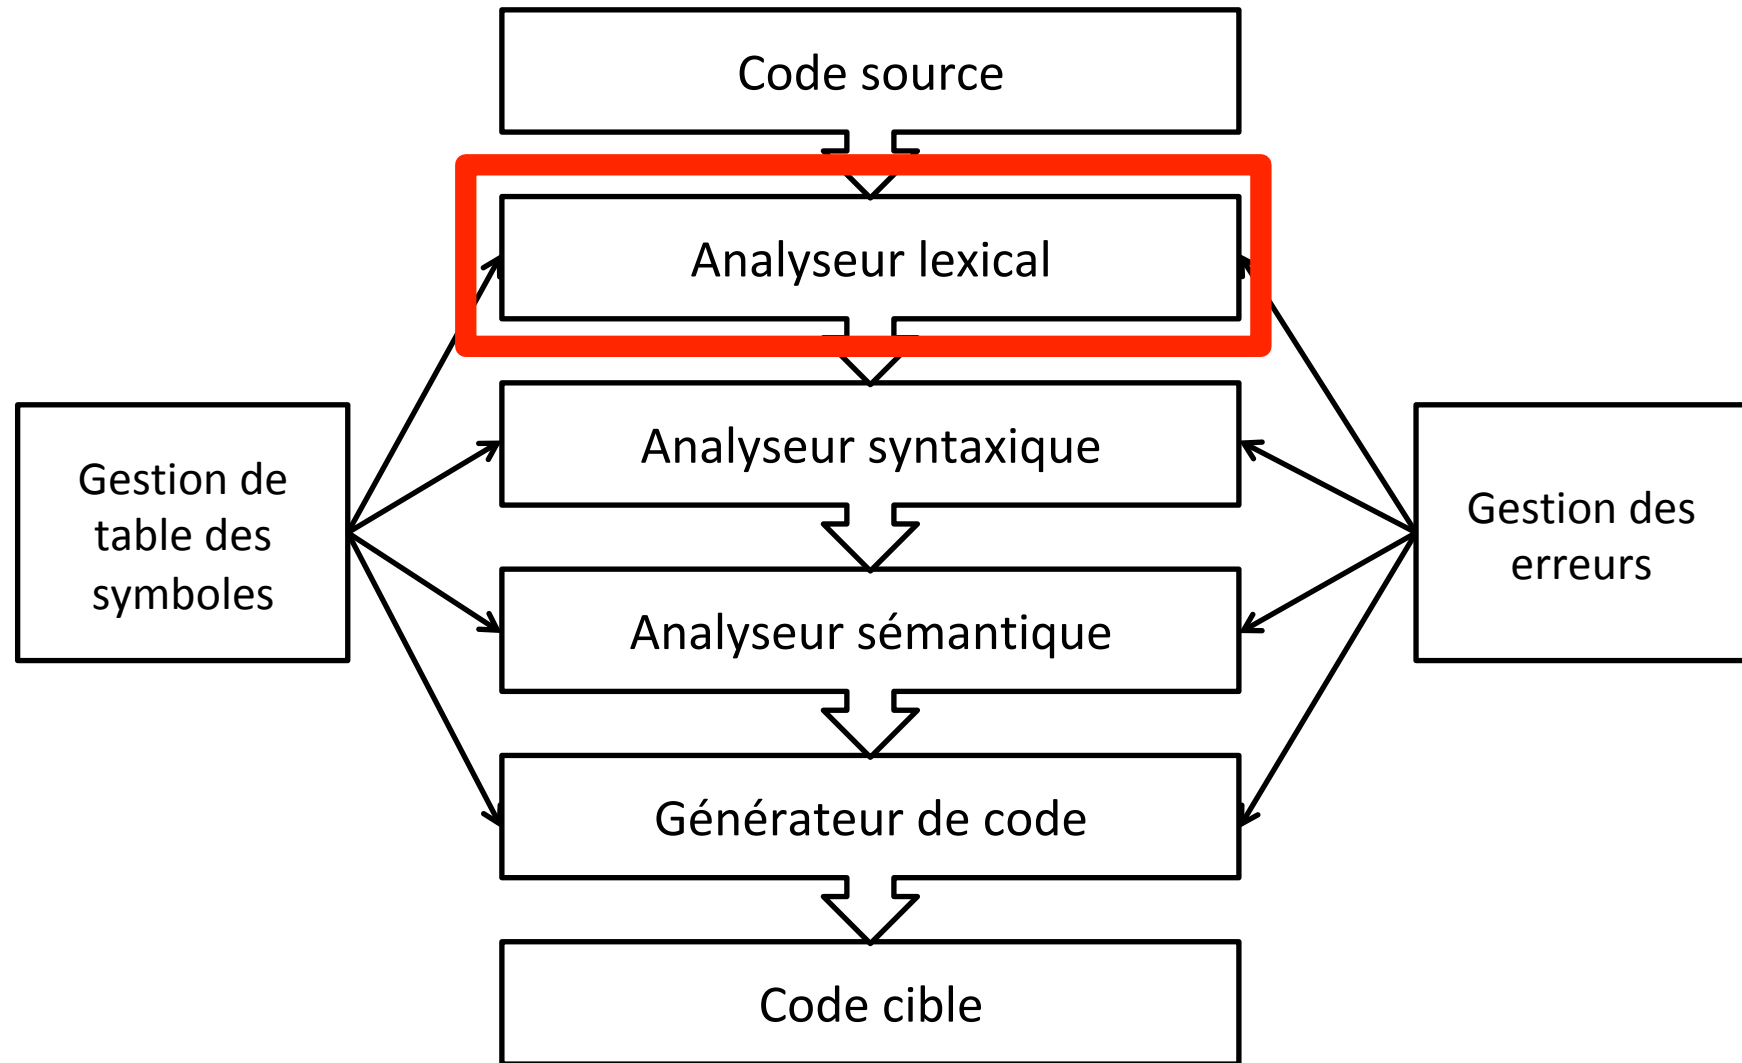 Code source
Analyseur lexical
Analyseur syntaxique
Gestion de
table des
symboles
Gestion des
erreurs
Analyseur sémantique
Générateur de code
Code cible